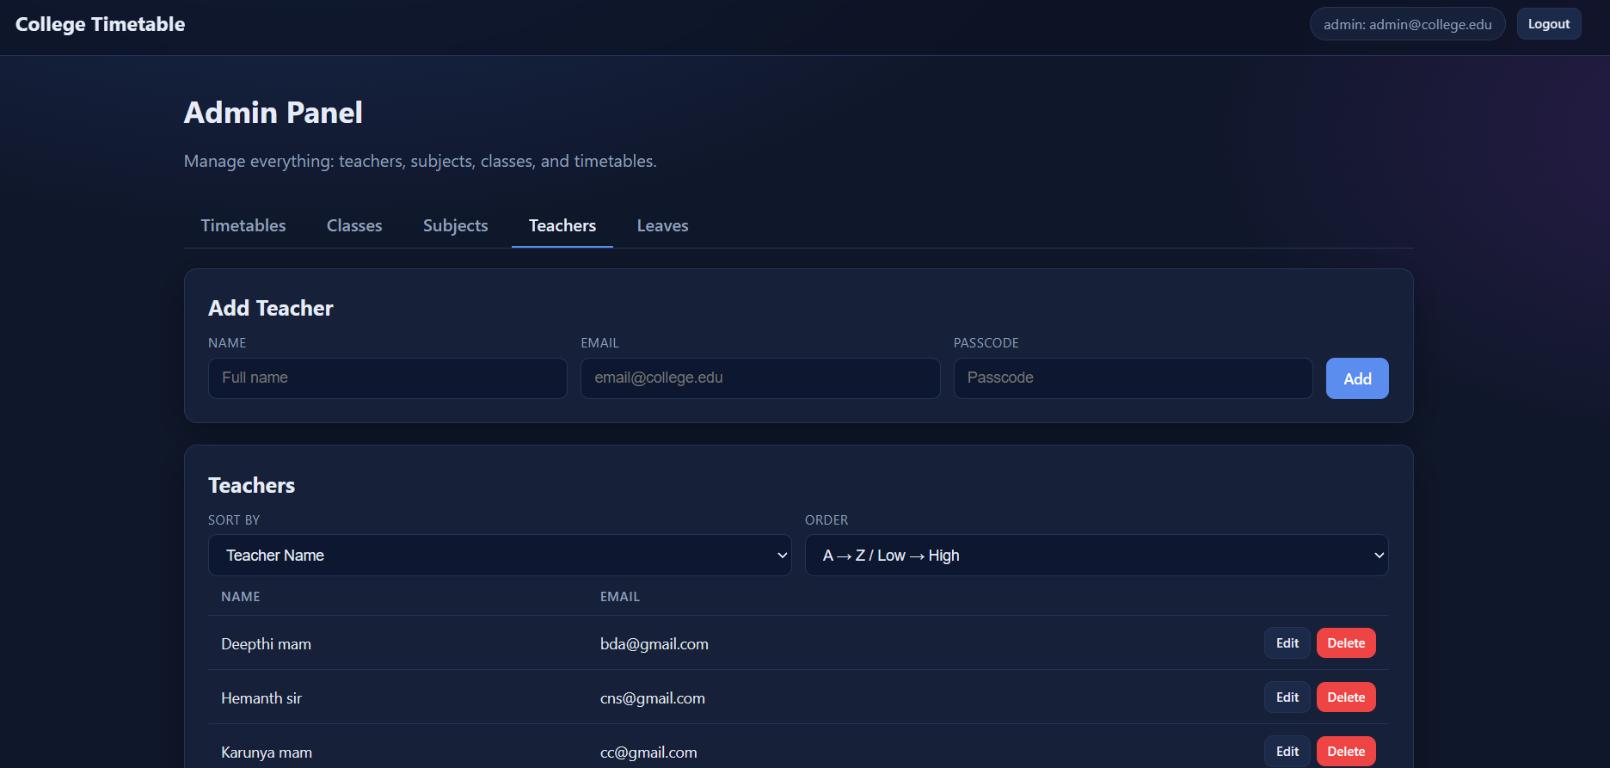 College Timetable
admin: admin@college.edu
Logout
Admin Panel
Manage everything: teachers, subjects, classes, and timetables.
Timetables Classes Subjects Teachers Leaves
Add Teacher
NAME EMAIL PASSCODE
Full name email@college.edu Passcode Add
Teachers
SORT BY ORDER
Teacher Name A → Z / Low → High
NAME EMAIL
Deepthi mam bda@gmail.com Edit Delete
Hemanth sir cns@gmail.com Edit Delete
Karunya mam cc@gmail.com Edit Delete